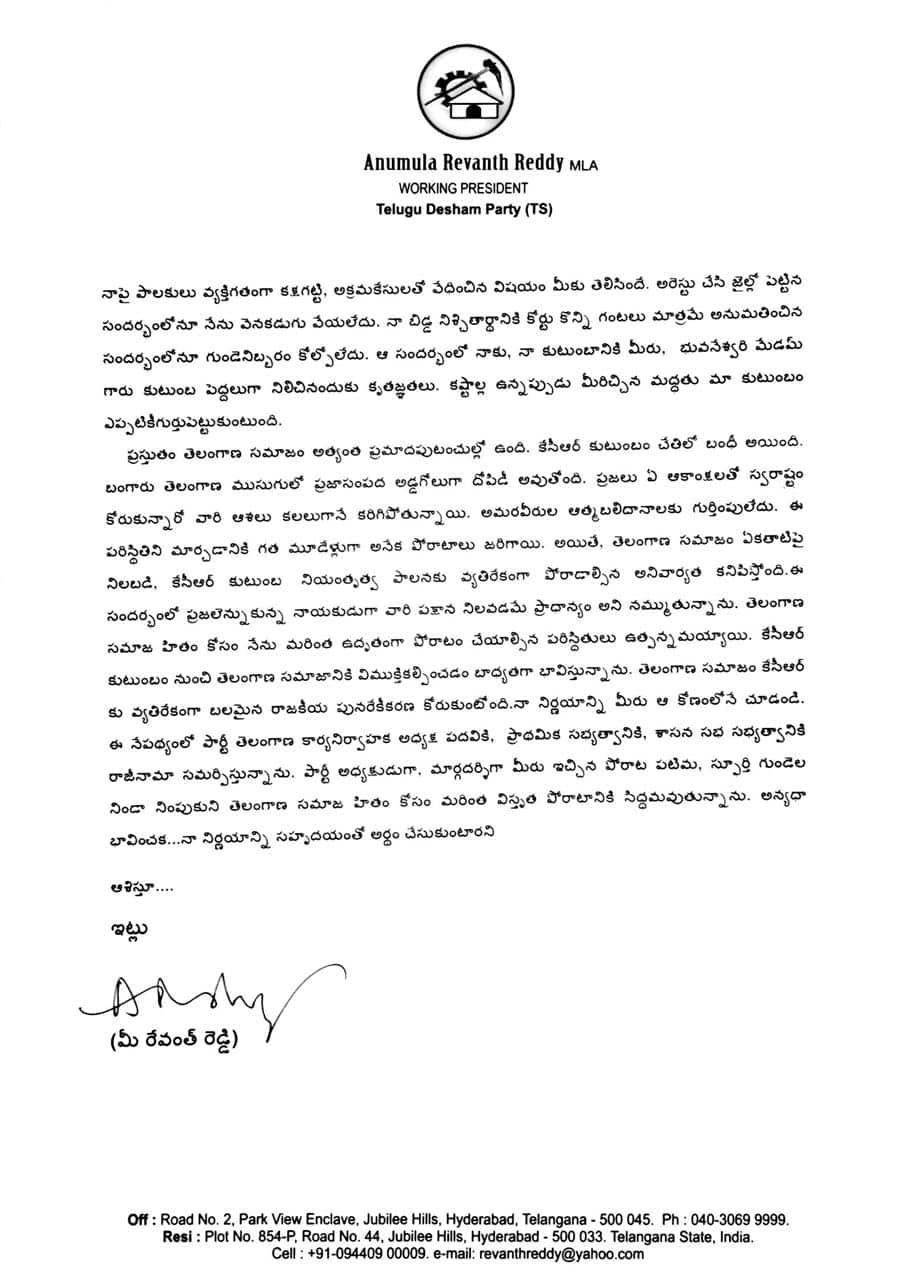 Anumula Revanth Reddy MLA
WORKING PRESIDENT
Telugu Desham Party (TS)
నాపై పాలకులు వ్యక్తిగతంగా కక్షగట్టి, అక్రమకేసులతో వేధించిన విషయం మీకు తెలిసిందే. అరెస్టు చేసి జైల్లో పెట్టిన
సందర్భంలోనూ నేను వెనకడుగు వేయలేదు. నా బిడ్డ నిశ్చితార్థానికి కోర్టు కొన్ని గంటలు మాత్రమే అనుమతించిన
సందర్భంలోనూ గుండెనిబ్బరం కోల్పోలేదు. ఆ సందర్భంలో నాకు, నా కుటుంబానికి మీరు, భువనేశ్వరి మేడమ్
గారు కుటుంబ పెద్దలుగా నిలిచినందుకు కృతజ్ఞతలు. కష్టాల్ల ఉన్నప్పుడు మీరిచ్చిన మద్ధతు మా కుటుంబం
ఎప్పటికీగుర్తుపెట్టుకుంటుంది.
ప్రస్తుతం తెలంగాణ సమాజం అత్యంత ప్రమాదపుటంచుల్లో ఉంది. కేసీఆర్ కుటుంబం చేతిలో బంధీ అయింది.
బంగారు తెలంగాణ ముసుగులో ప్రజాసంపద అడ్డగోలుగా దోపిడీ అవుతోంది. ప్రజలు ఏ ఆకాంక్షలతో స్వరాష్ట్రం
కోరుకున్నారో వారి ఆశలు కలలుగానే కరిగిపోతున్నాయి. అమరవీరుల ఆత్మబలిదానాలకు గుర్తింపులేదు. ఈ
పరిస్థితిని మార్చడానికి గత మూడేళ్లుగా అనేక పోరాటాలు జరిగాయి. అయితే, తెలంగాణ సమాజం ఏకతాటిపై
నిలబడి, కేసీఆర్ కుటుంబ నియంతృత్వ పాలనకు వ్యతిరేకంగా పోరాడాల్సిన అనివార్యత కనిపిస్తోంది.ఈ
సందర్భంలో ప్రజలెన్నుకున్న నాయకుడుగా వారి పక్షాన నిలవడమే ప్రాధాన్యం అని నమ్ముతున్నాను. తెలంగాణ
సమాజ హితం కోసం నేను మరింత ఉధృతంగా పోరాటం చేయాల్సిన పరిస్థితులు ఉత్పన్నమయ్యాయి. కేసీఆర్
కుటుంబం నుంచి తెలంగాణ సమాజానికి విముక్తికల్పించడం బాధ్యతగా భావిస్తున్నాను. తెలంగాణ సమాజం కేసీఆర్
కు వ్యతిరేకంగా బలమైన రాజకీయ పునరేకీకరణ కోరుకుంటోంది.నా నిర్ణయాన్ని మీరు ఆ కోణంలోనే చూడండి.
ఈ నేపథ్యంలో పార్టీ తెలంగాణ కార్యనిర్వాహక అధ్యక్ష పదవికి, ప్రాథమిక సభ్యత్వానికి, శాసన సభ సభ్యత్వానికి
రాజీనామా సమర్పిస్తున్నాను. పార్టీ అధ్యక్షుడుగా, మార్గదర్శిగా మీరు ఇచ్చిన పోరాట పటిమ, స్పూర్తి గుండెల
నిండా నింపుకుని తెలంగాణ సమాజ హితం కోసం మరింత విస్తృత పోరాటానికి సిద్ధమవుతున్నాను. అన్యధా
భావించక...నా నిర్ణయాన్ని సహృదయంతో అర్థం చేసుకుంటారని
ఆశిస్తూ....
ఇట్లు
(మీ రేవంత్ రెడ్డి)
Off : Road No. 2, Park View Enclave, Jubilee Hills, Hyderabad, Telangana - 500 045. Ph : 040-3069 9999.
Resi : Plot No. 854-P, Road No. 44, Jubilee Hills, Hyderabad - 500 033. Telangana State, India.
Cell : +91-094409 00009. e-mail: revanthreddy@yahoo.com